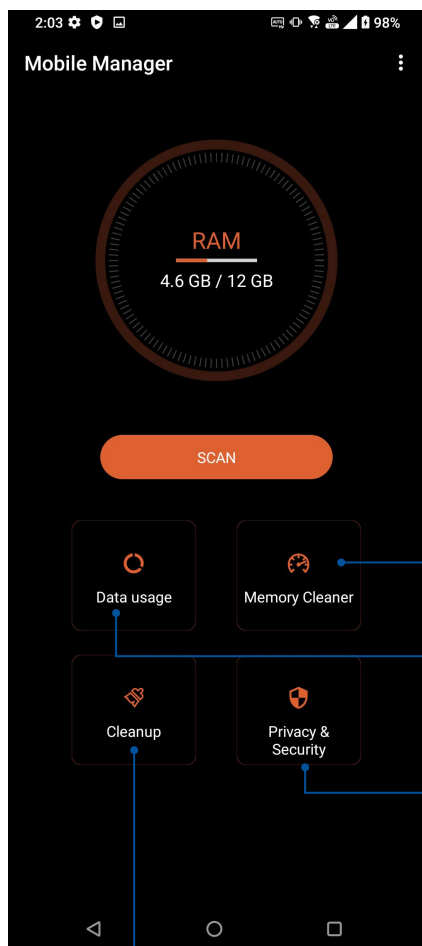 2:03 98%
Mobile Manager
RAM
4.6 GB / 12 GB
SCAN
Data usage
Memory Cleaner
Cleanup
Privacy &
Security